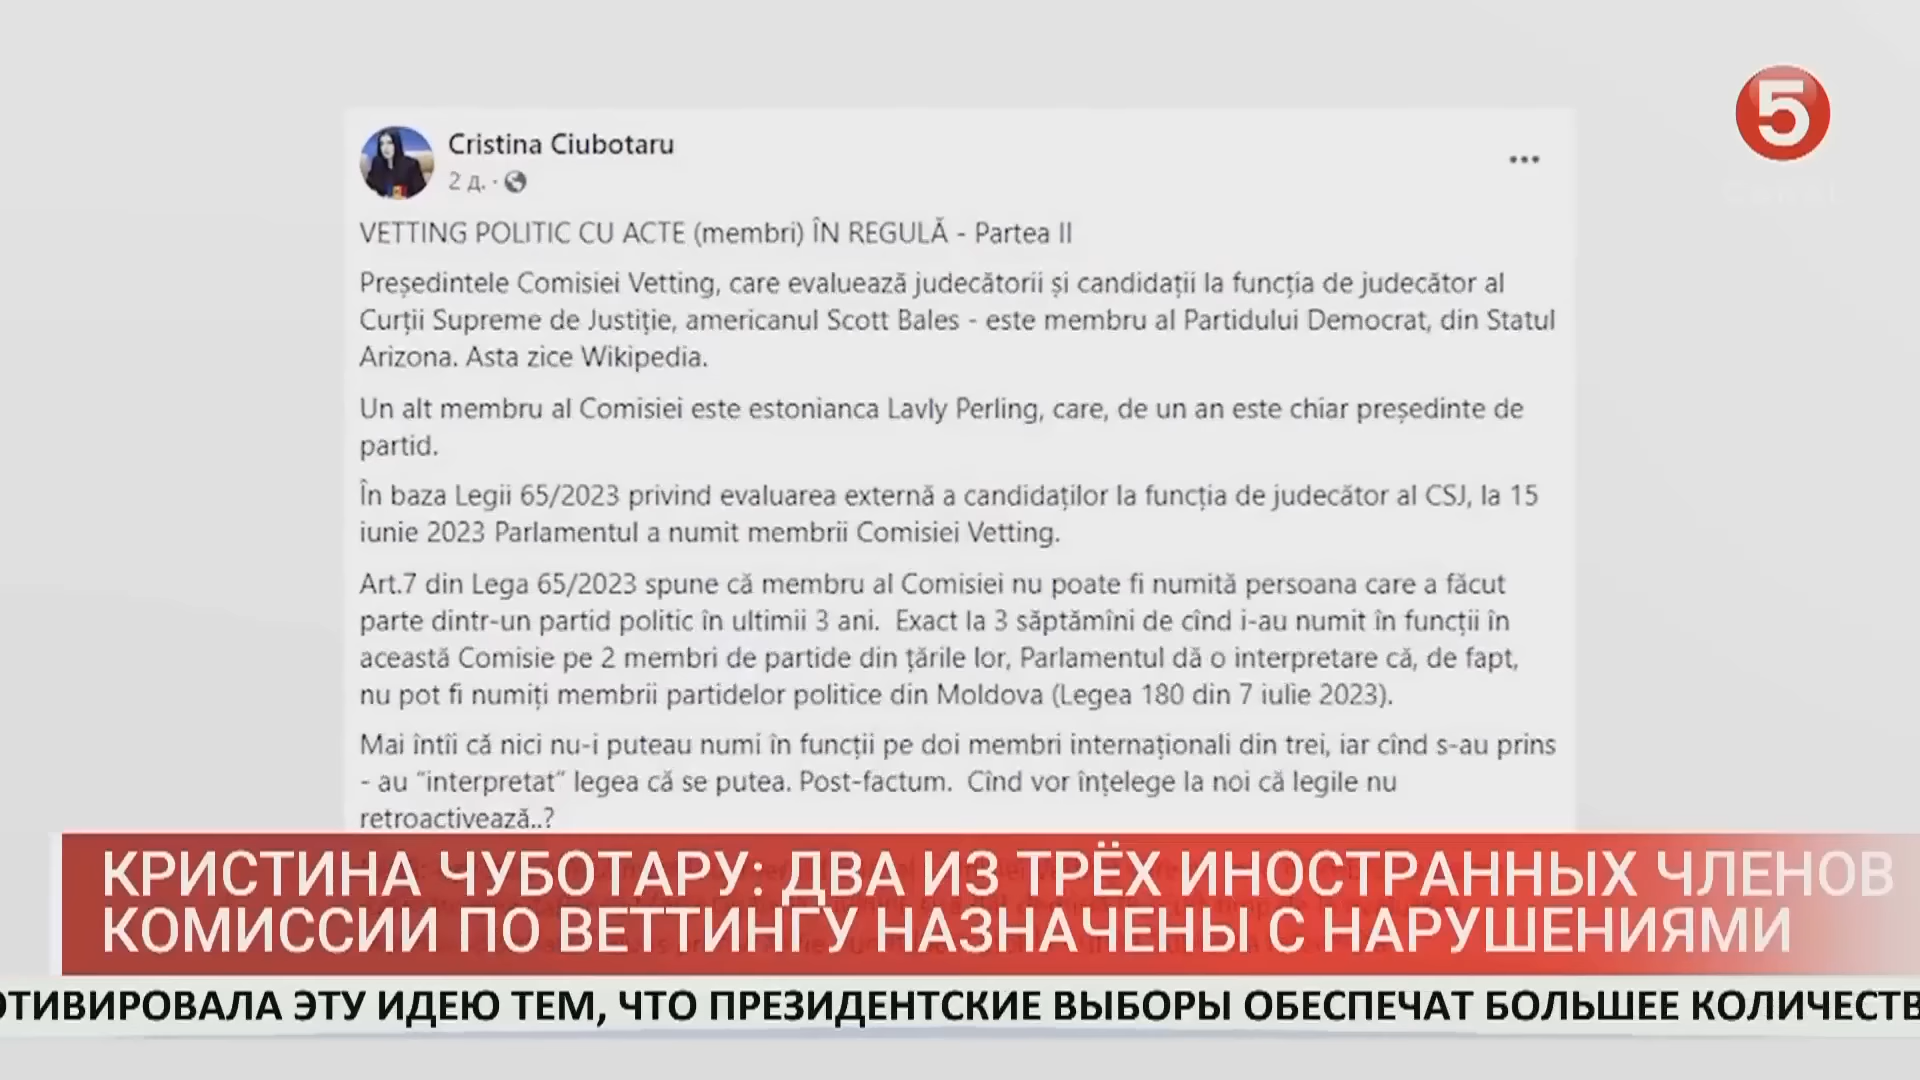 5
Canal
Cristina Ciubotaru
2 д. ·
VETTING POLITIC CU ACTE (membri) ÎN REGULĂ - Partea II
Președintele Comisiei Vetting, care evaluează judecătorii și candidații la funcția de judecător al
Curții Supreme de Justiție, americanul Scott Bales - este membru al Partidului Democrat, din Statul
Arizona. Asta zice Wikipedia.
Un alt membru al Comisiei este estonianca Lavly Perling, care, de un an este chiar președinte de
partid.
În baza Legii 65/2023 privind evaluarea externă a candidaților la funcția de judecător al CSJ, la 15
iunie 2023 Parlamentul a numit membrii Comisiei Vetting.
Art.7 din Lega 65/2023 spune că membru al Comisiei nu poate fi numită persoana care a făcut
parte dintr-un partid politic în ultimii 3 ani.  Exact la 3 săptămîni de cînd i-au numit în funcții în
această Comisie pe 2 membri de partide din țările lor, Parlamentul dă o interpretare că, de fapt,
nu pot fi numiți membrii partidelor politice din Moldova (Legea 180 din 7 iulie 2023).
Mai întîi că nici nu-i puteau numi în funcții pe doi membri internaționali din trei, iar cînd s-au prins
- au “interpretat” legea că se putea. Post-factum.  Cînd vor înțelege la noi că legile nu
retroactivează..?
КРИСТИНА ЧУБОТАРУ: ДВА ИЗ ТРЁХ ИНОСТРАННЫХ ЧЛЕНОВ
КОМИССИИ ПО ВЕТТИНГУ НАЗНАЧЕНЫ С НАРУШЕНИЯМИ
ОТИВИРОВАЛА ЭТУ ИДЕЮ ТЕМ, ЧТО ПРЕЗИДЕНТСКИЕ ВЫБОРЫ ОБЕСПЕЧАТ БОЛЬШЕЕ КОЛИЧЕСТВ